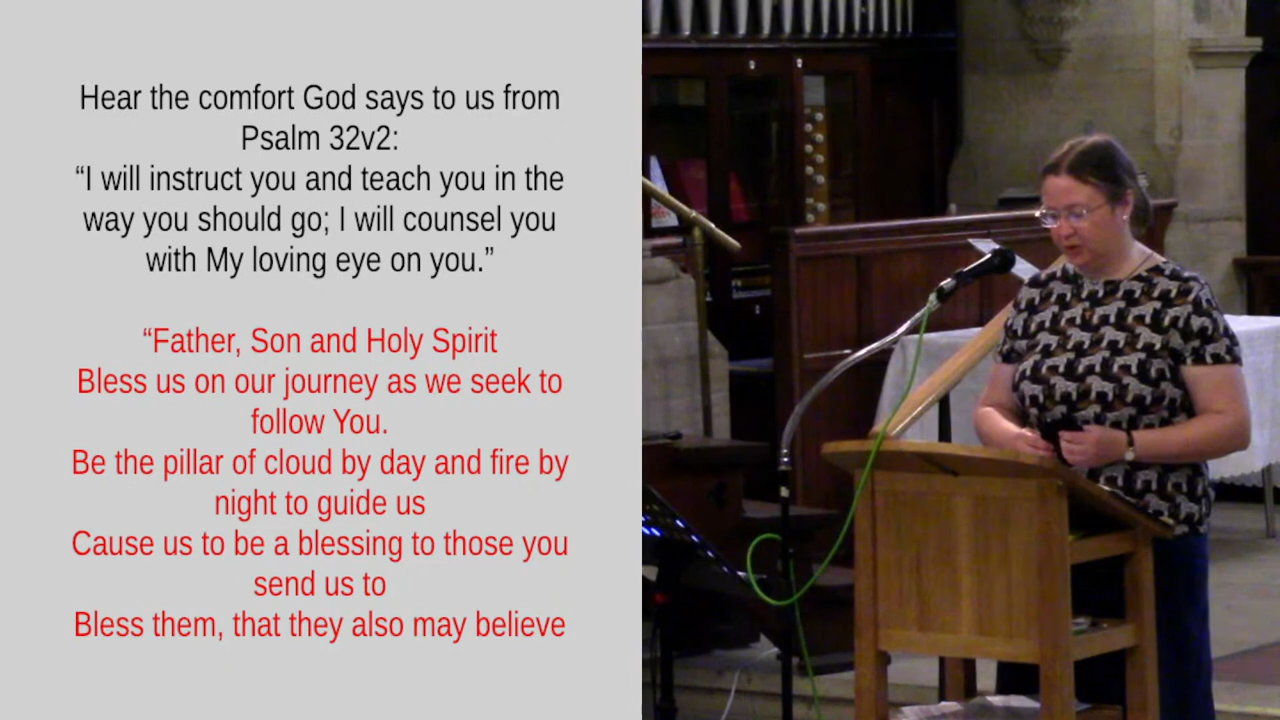 Hear the comfort God says to us from
Psalm 32v2:
“I will instruct you and teach you in the
way you should go; I will counsel you
with My loving eye on you.”
“Father, Son and Holy Spirit
Bless us on our journey as we seek to
follow You.
Be the pillar of cloud by day and fire by
night to guide us
Cause us to be a blessing to those you
send us to
Bless them, that they also may believe